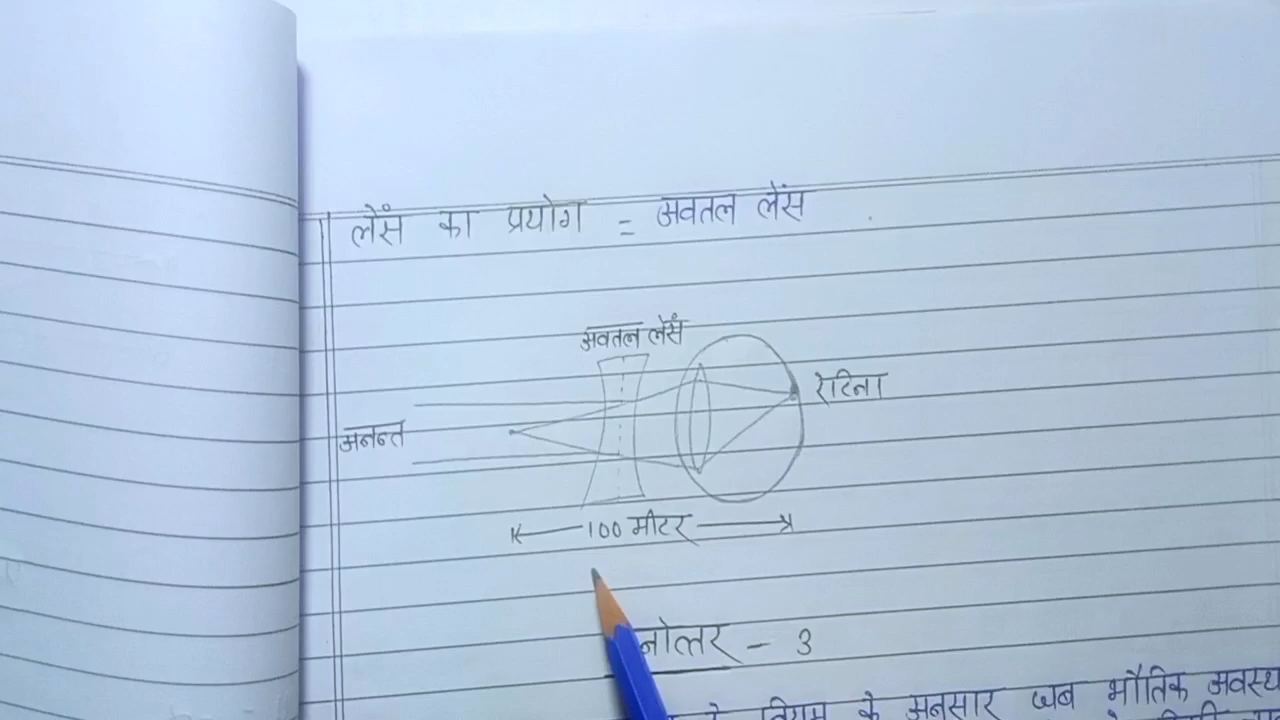 लेंस का प्रयोग = अवतल लेंस
अवतल लेंस
रेटिना
अनन्त
100 मीटर
नोत्तर - 3
नियम के अनुसार जब भौतिक अवस्था